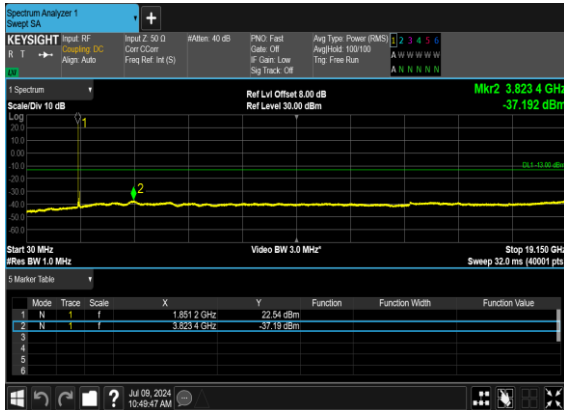 Spectrum Analyzer 1
Swept SA
KEYSIGHT Input: RF Input Z: 50 Ω #Atten: 40 dB PNO: Fast Avg Type: Power (RMS) 1 2 3 4 5 6
R T Coupling: DC Corr CCorr Gate: Off Avg|Hold: 100/100 A W W W W W
Align: Auto Freq Ref: Int (S) IF Gain: Low Trig: Free Run
LXI Sig Track: Off A N N N N N
1 Spectrum
Ref Lvl Offset 8.00 dB Mkr2 3.823 4 GHz
Scale/Div 10 dB Ref Level 30.00 dBm -37.192 dBm
Log
20.0 1
10.0
0.00
-10.0 DL1 -13.00 dBm
-20.0
-30.0 2
-40.0
-50.0
-60.0
Start 30 MHz Video BW 3.0 MHz* Stop 19.150 GHz
#Res BW 1.0 MHz Sweep 32.0 ms (40001 pts)
5 Marker Table
Mode Trace Scale X Y Function Function Width Function Value
1 N 1 f 1.851 2 GHz 22.54 dBm
2 N 1 f 3.823 4 GHz -37.19 dBm
3
4
5
6
? Jul 09, 2024
10:49:47 AM